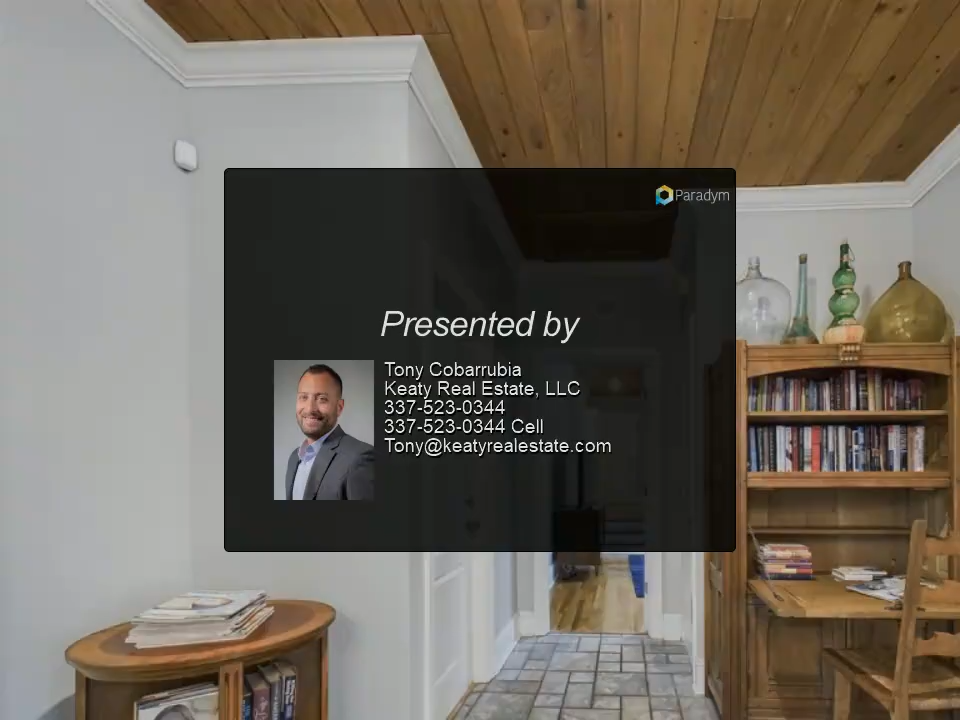 Paradym
Presented by
Tony Cobarrubia
Keaty Real Estate, LLC
337-523-0344
337-523-0344 Cell
Tony@keatyrealestate.com